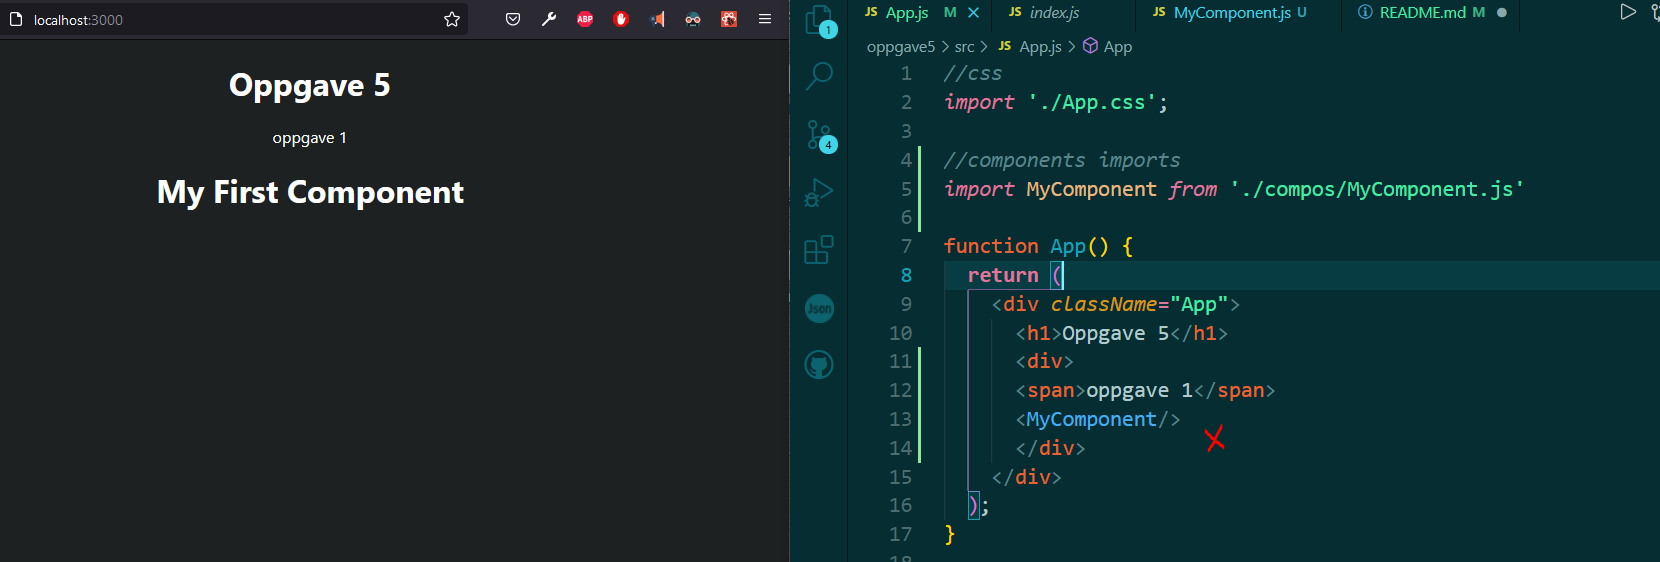 localhost:3000
ABP
Oppgave 5
oppgave 1
My First Component
JS App.js M
JS index.js
JS MyComponent.js U
README.md M
1
oppgave5 > src > JS App.js > App
4
Json
1 //css
2 import './App.css';
3
4 //components imports
5 import MyComponent from './compos/MyComponent.js'
6
7 function App() {
8 return (
9 <div className="App">
10 <h1>Oppgave 5</h1>
11 <div>
12 <span>oppgave 1</span>
13 <MyComponent/>
14 </div>
15 </div>
16 );
17 }
18